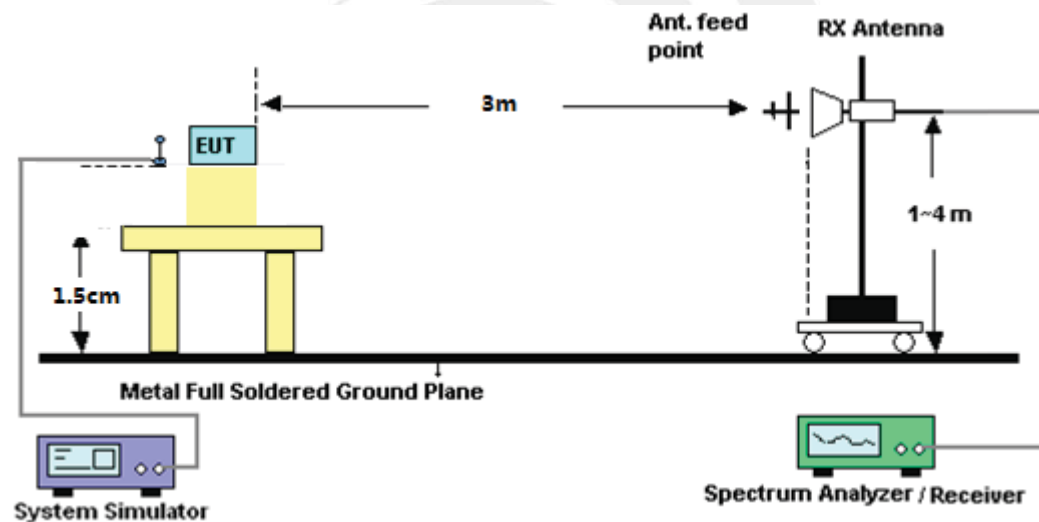 Ant. feed
point
RX Antenna
3m
EUT
1~4 m
1.5cm
Metal Full Soldered Ground Plane
System Simulator
Spectrum Analyzer / Receiver